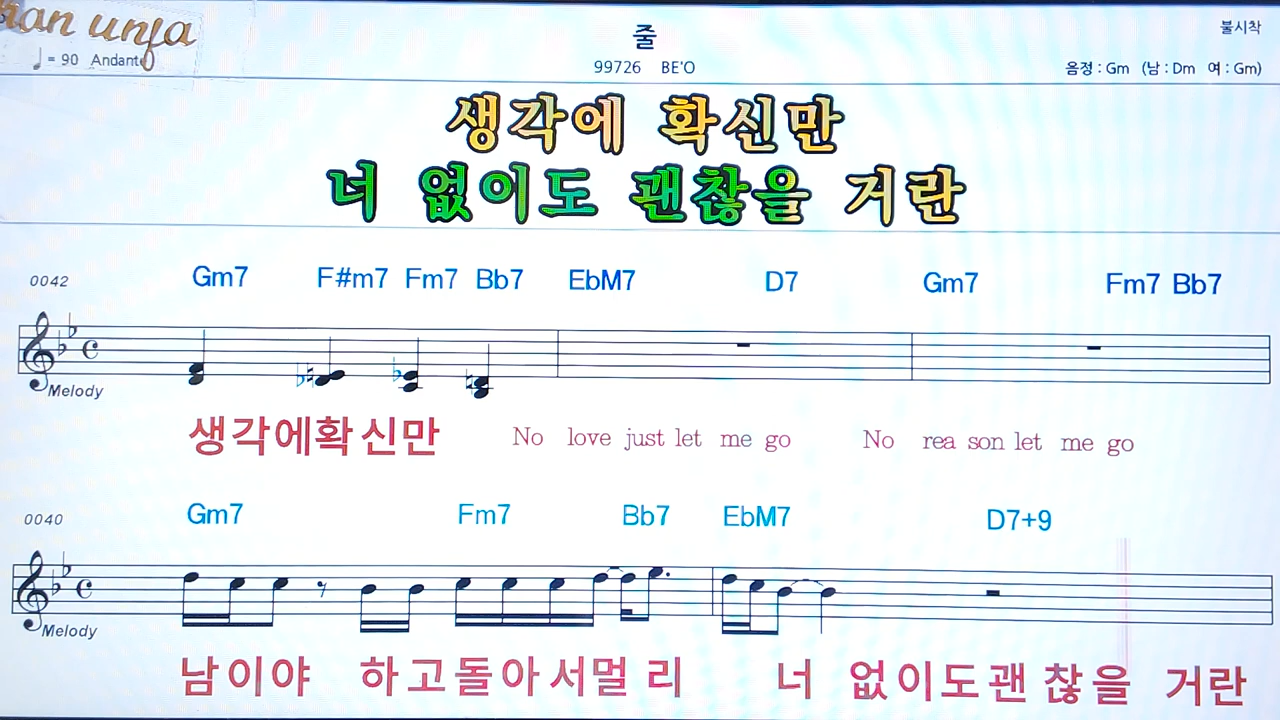 an unfa
줄
불시작
♩ = 90 Andante
99726 BE'O
음정 : Gm (남 : Dm 여 : Gm)
생각에 확신만
너 없이도 괜찮을 거란
0042 Gm7 F#m7 Fm7 Bb7 EbM7 D7 Gm7 Fm7 Bb7
Melody
생각에확신만 No love just let me go No rea son let me go
0040 Gm7 Fm7 Bb7 EbM7 D7+9
Melody
남이야 하고돌아서멀 리 너 없이도괜 찮을 거란